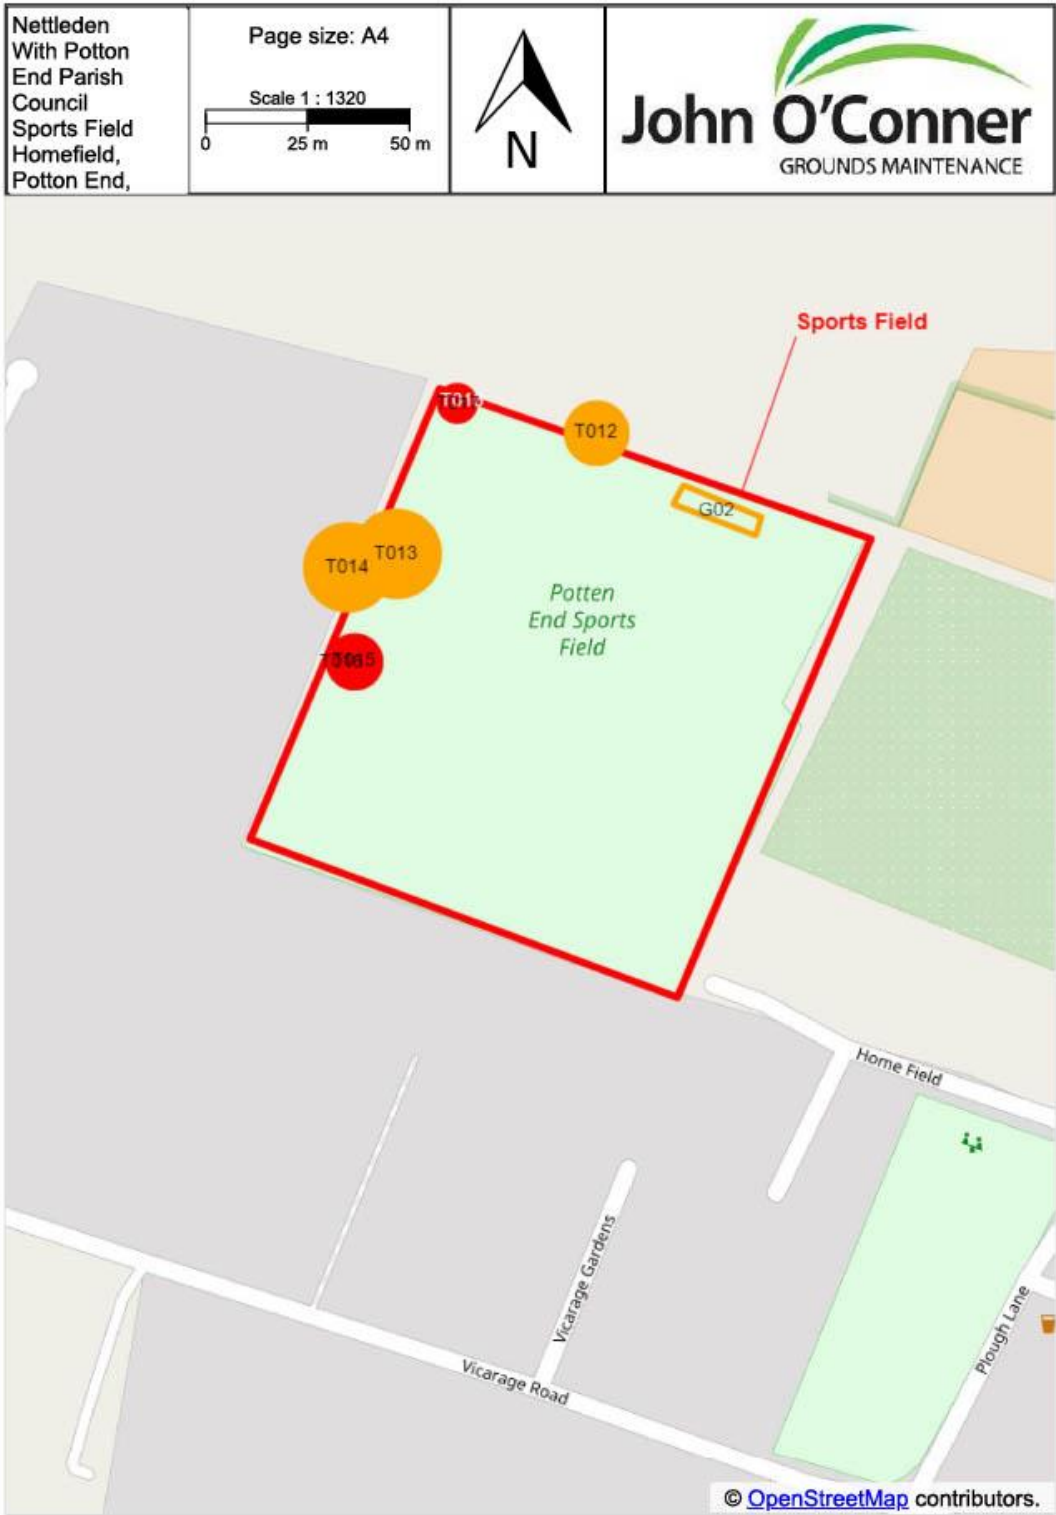 Nettleden
With Potton
End Parish
Council
Sports Field
Homefield,
Potton End,
Page size: A4
Scale 1 : 1320
0 25 m 50 m
N
John O'Conner
GROUNDS MAINTENANCE
Sports Field
T012
G02
T013
T014
Potten
End Sports
Field
Home Field
Vicarage Gardens
Plough Lane
Vicarage Road
© OpenStreetMap contributors.